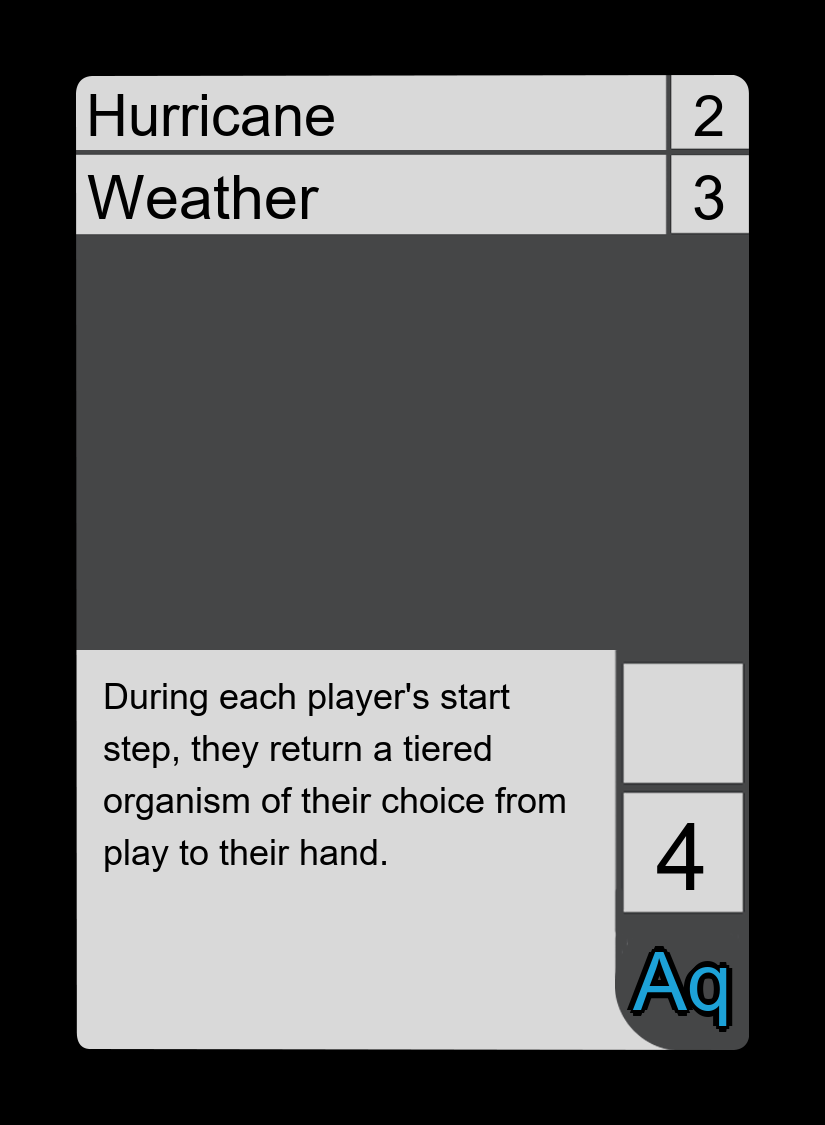 Hurricane 2
Weather 3
During each player's start
step, they return a tiered
organism of their choice from
play to their hand.
4
Aq